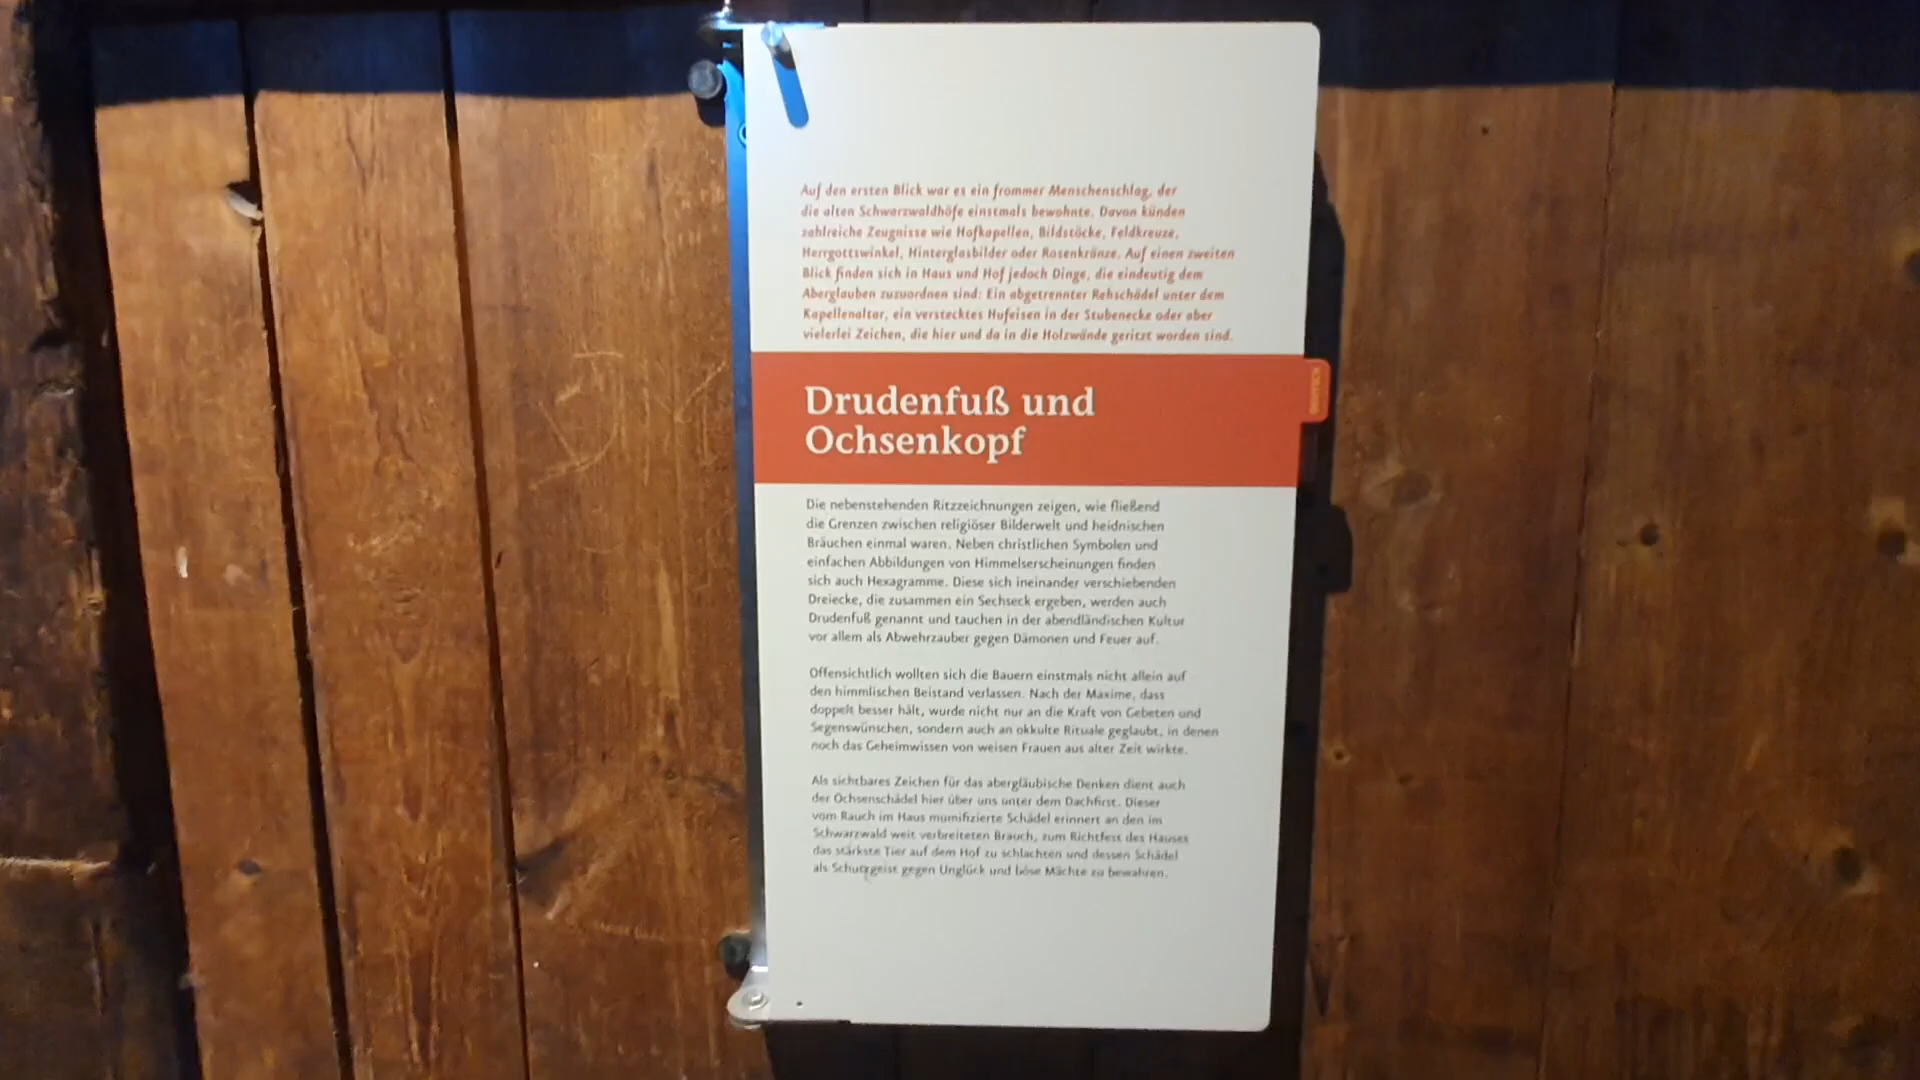 Auf den ersten Blick war es ein frommer Menschenschlag, der
die alten Schwarzwaldhöfe einstmals bewohnte. Davon künden
zahlreiche Zeugnisse wie Hofkapellen, Bildstöcke, Feldkreuze,
Herrgottswinkel, Hinterglasbilder oder Rosenkränze. Auf einen zweiten
Blick finden sich in Haus und Hof jedoch Dinge, die eindeutig dem
Aberglauben zuzuordnen sind: Ein abgetrennter Rehschädel unter dem
Kapellenaltar, ein verstecktes Hufeisen in der Stubenecke oder aber
vielerlei Zeichen, die hier und da in die Holzwände geritzt worden sind.
Drudenfuß und
Ochsenkopf
Die nebenstehenden Ritzzeichnungen zeigen, wie fließend
die Grenzen zwischen religiöser Bilderwelt und heidnischen
Bräuchen einmal waren. Neben christlichen Symbolen und
einfachen Abbildungen von Himmelserscheinungen finden
sich auch Hexagramme. Diese sich ineinander verschiebenden
Dreiecke, die zusammen ein Sechseck ergeben, werden auch
Drudenfuß genannt und tauchen in der abendländischen Kultur
vor allem als Abwehrzauber gegen Dämonen und Feuer auf.
Offensichtlich wollten sich die Bauern einstmals nicht allein auf
den himmlischen Beistand verlassen. Nach der Maxime, dass
doppelt besser hält, wurde nicht nur an die Kraft von Gebeten und
Segenswünschen, sondern auch an okkulte Rituale geglaubt, in denen
noch das Geheimwissen von weisen Frauen aus alter Zeit wirkte.
Als sichtbares Zeichen für das abergläubische Denken dient auch
der Ochsenschädel hier über uns unter dem Dachfirst. Dieser
vom Rauch im Haus mumifizierte Schädel erinnert an den im
Schwarzwald weit verbreiteten Brauch, zum Richtfest des Hauses
das stärkste Tier auf dem Hof zu schlachten und dessen Schädel
als Schutzgeist gegen Unglück und böse Mächte zu bewahren.